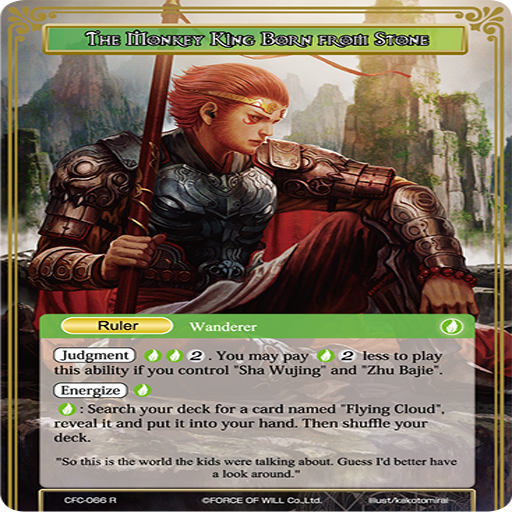 The Monkey King Born from Stone
Ruler Wanderer
Judgment 2 . You may pay 2 less to play
this ability if you control "Sha Wujing" and "Zhu Bajie".
Energize
: Search your deck for a card named "Flying Cloud",
reveal it and put it into your hand. Then shuffle your
deck.
"So this is the world the kids were talking about. Guess I'd better have
a look around."
CFC-066 R ©FORCE OF WILL Co.,Ltd. Illust/kakotomirai